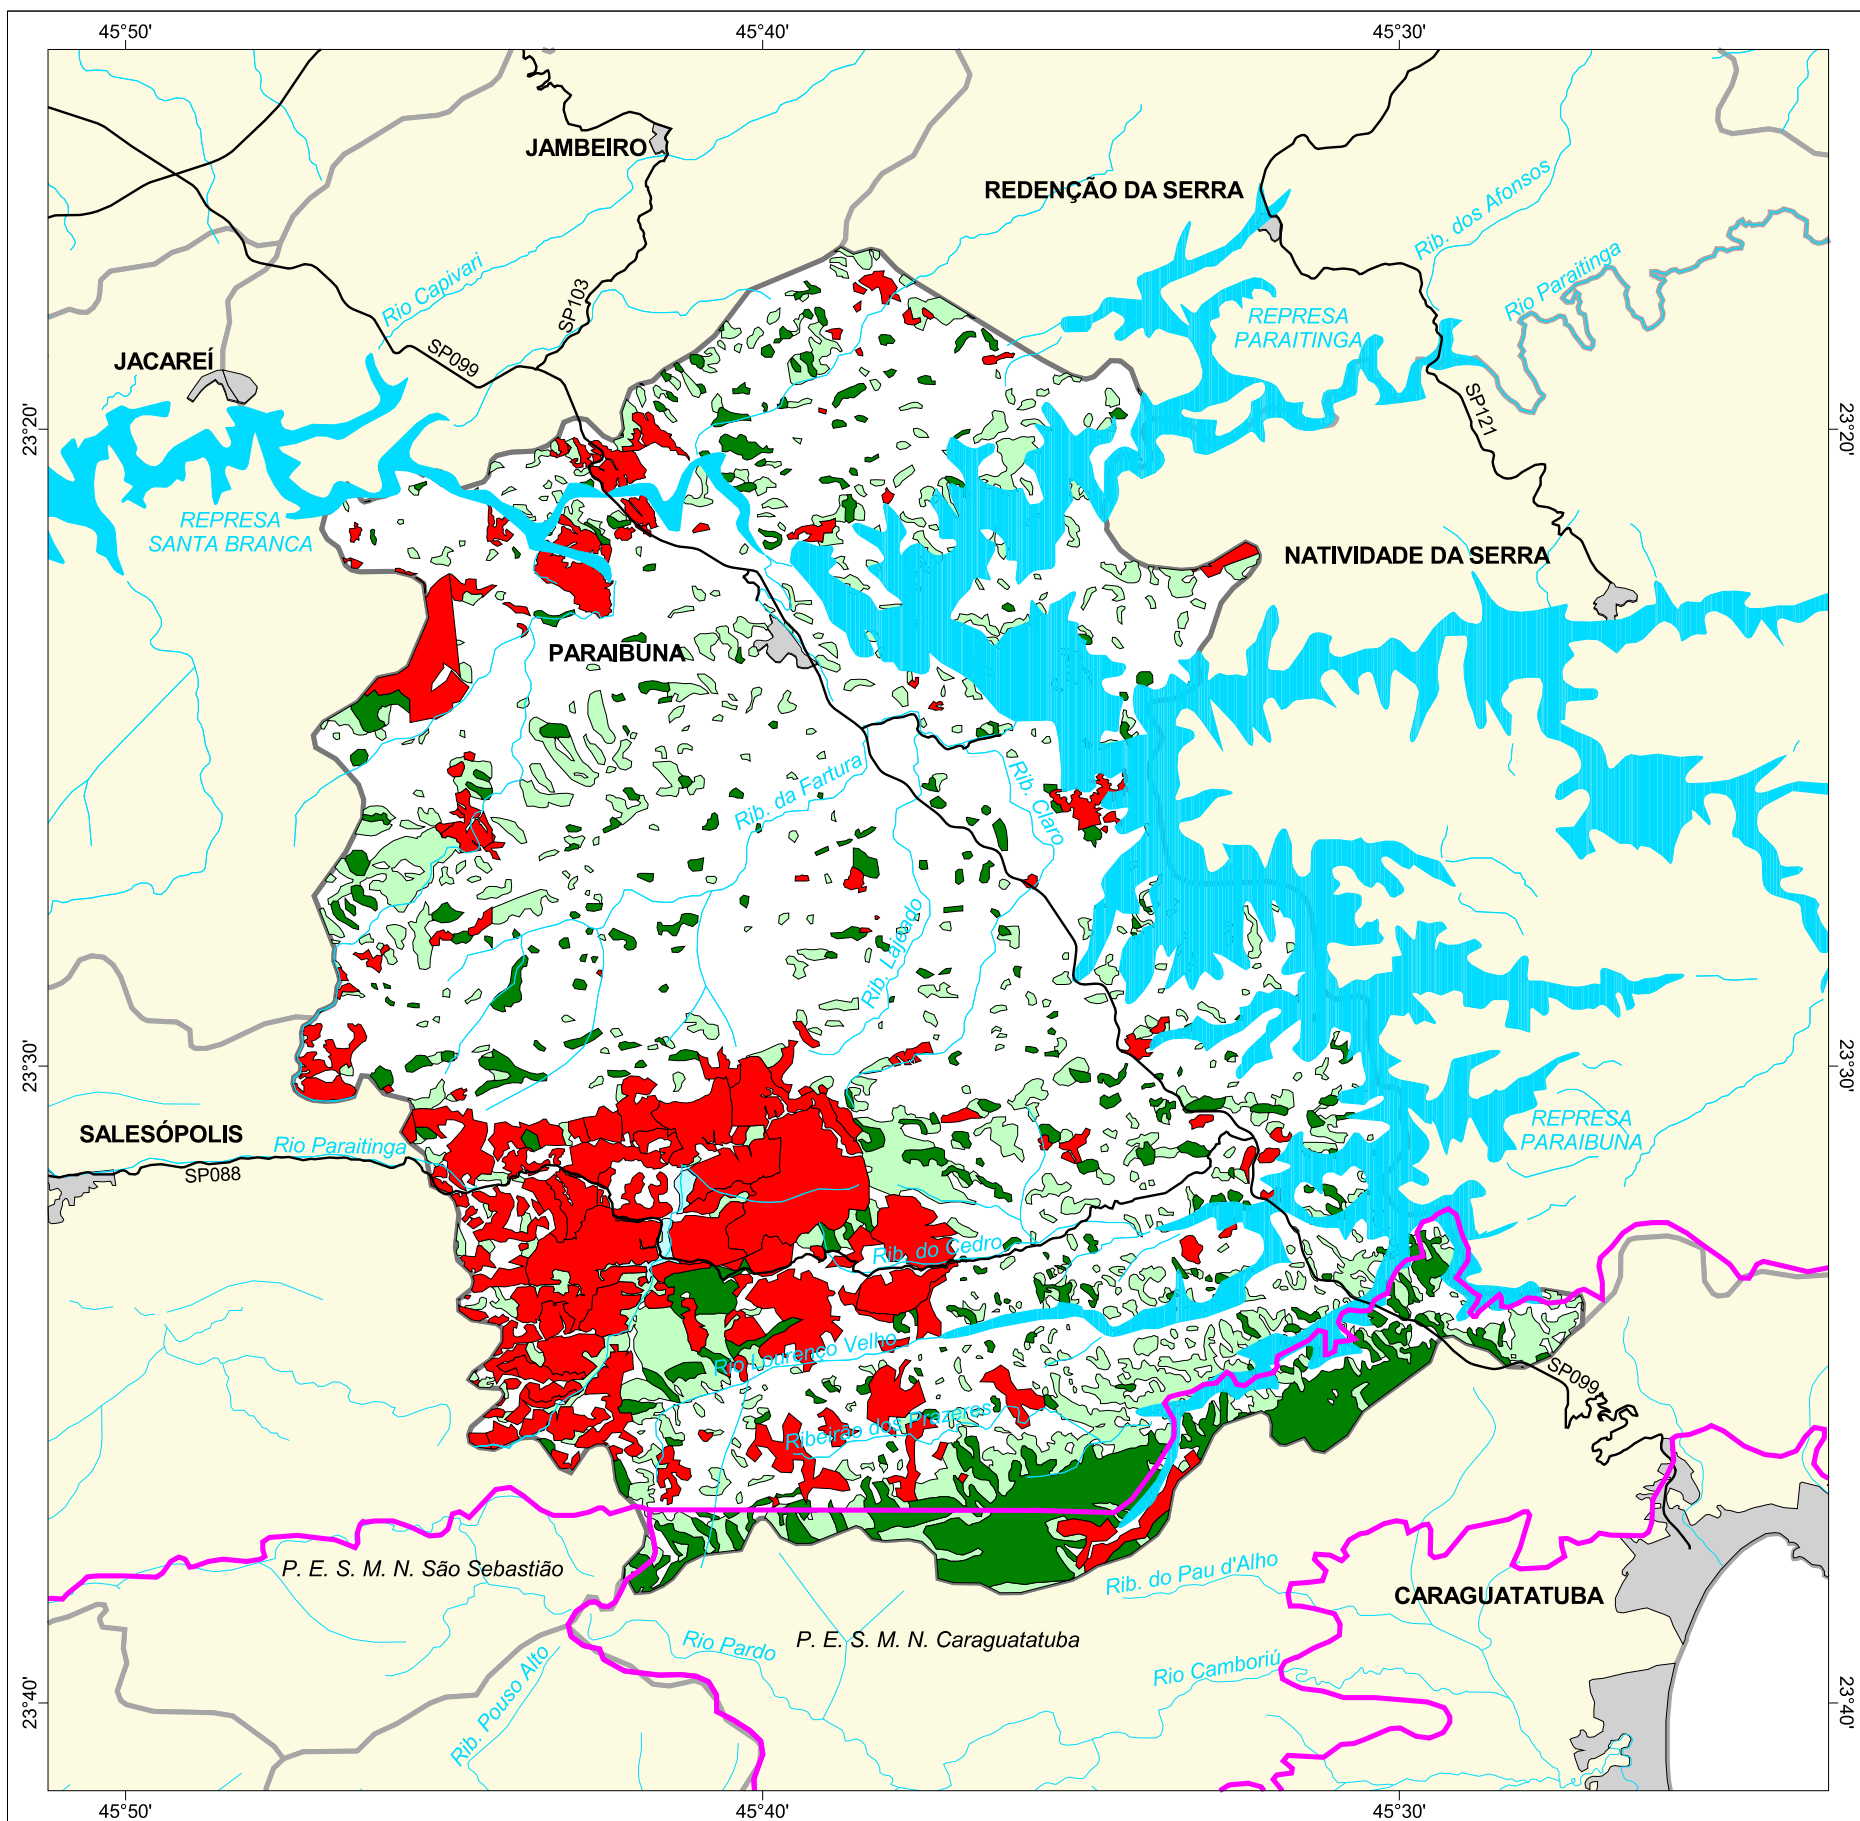 45°50'
45°40'
45°30'
JAMBEIRO
REDENÇÃO DA SERRA
Rib. dos Afonsos
Rio Paraitinga
Rio Capivari
SP103
REPRESA
PARAITINGA
SP099
JACAREÍ
SP121
23°20'
23°20'
REPRESA
SANTA BRANCA
NATIVIDADE DA SERRA
PARAIBUNA
Rib. da Fartura
Rib. Claro
Rib. Lajeado
23°30'
23°30'
REPRESA
PARAIBUNA
SALESÓPOLIS
Rio Paraitinga
SP088
Rib. do Cedro
Rio Lourenço Velho
SP099
Ribeirão dos Prazeres
P. E. S. M. N. São Sebastião
Rib. do Pau d'Alho
CARAGUATATUBA
P. E. S. M. N. Caraguatatuba
Rio Pardo
Rib. Pouso Alto
Rio Camboriú
23°40'
23°40'
45°50'
45°40'
45°30'